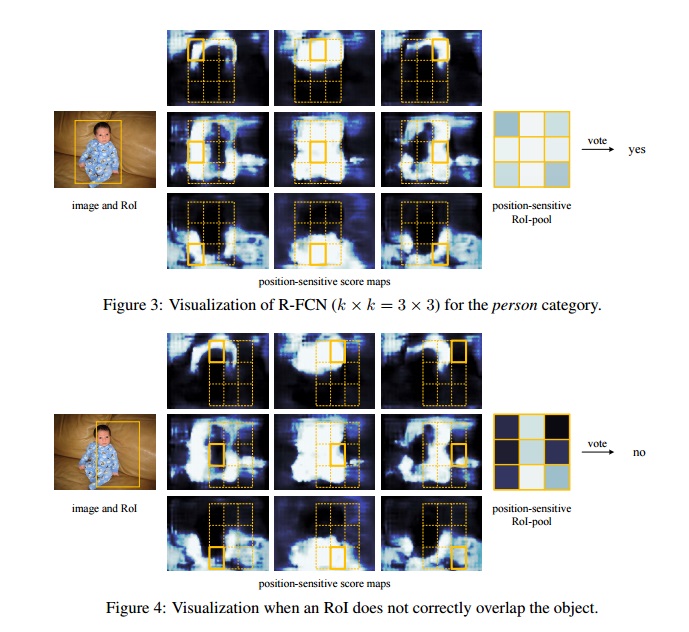 vote
yes
image and RoI
position-sensitive
RoI-pool
position-sensitive score maps
Figure 3: Visualization of R-FCN (k × k = 3 × 3) for the person category.
vote
no
image and RoI
position-sensitive
RoI-pool
position-sensitive score maps
Figure 4: Visualization when an RoI does not correctly overlap the object.